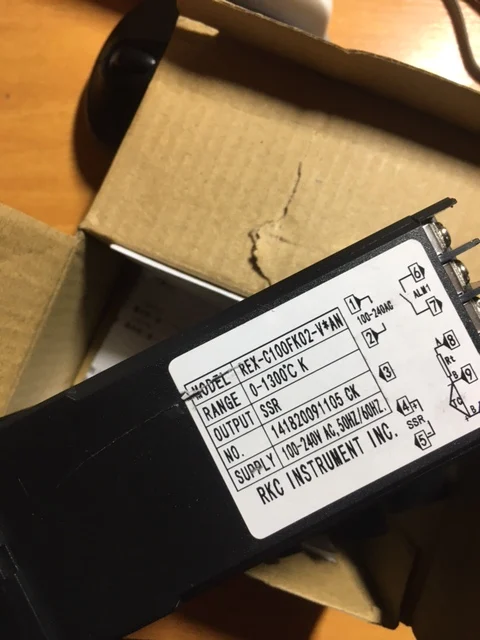 MODEL REX-C100FK02-V*AN
RANGE 0-1300℃ K
OUTPUT SSR
NO. 141820091105 CK
SUPPLY 100-240V AC, 50HZ/60HZ.
RKC INSTRUMENT INC.
1
100-240AC
2
3
4
SSR
5
6
ALM1
7
8
Rt
B
9